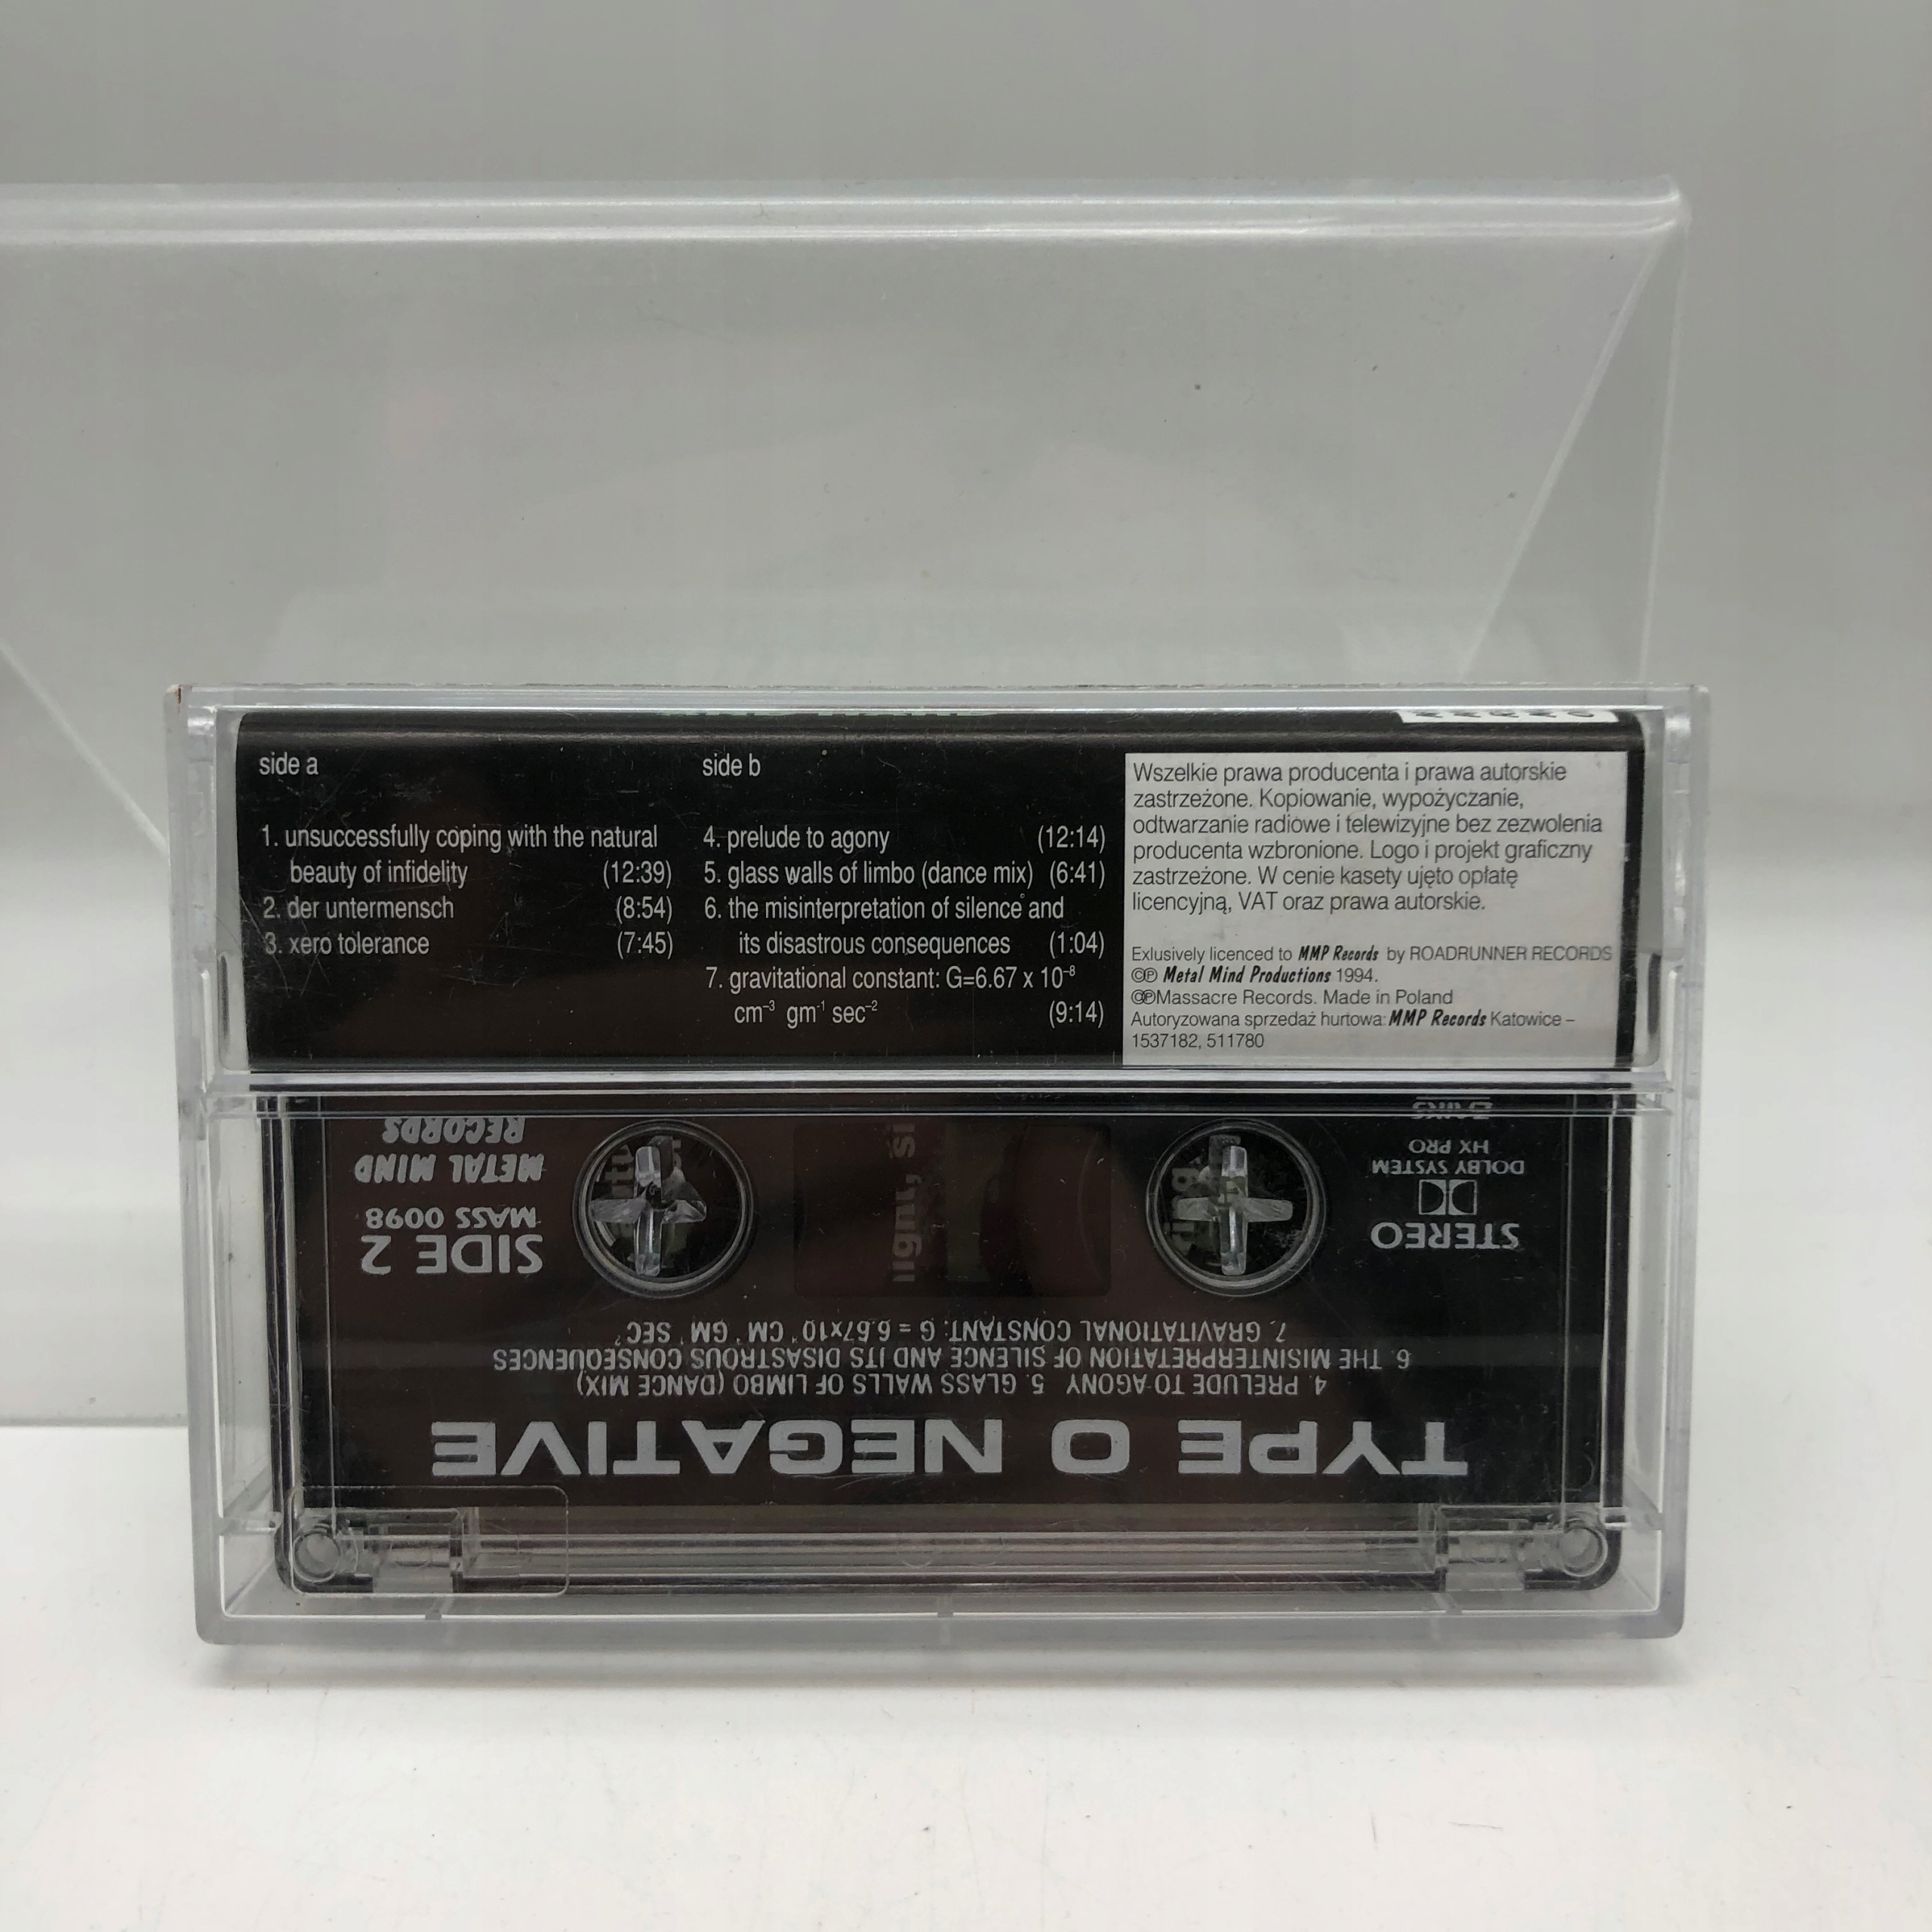 side a
1. unsuccessfully coping with the natural
beauty of infidelity (12:39)
2. der untermensch (8:54)
3. xero tolerance (7:45)
side b
4. prelude to agony (12:14)
5. glass walls of limbo (dance mix) (6:41)
6. the misinterpretation of silence and
its disastrous consequences (1:04)
7. gravitational constant: G=6.67 x 10⁻⁸
cm⁻³ gm⁻¹ sec⁻² (9:14)
Wszelkie prawa producenta i prawa autorskie
zastrzeżone. Kopiowanie, wypożyczanie,
odtwarzanie radiowe i telewizyjne bez zezwolenia
producenta wzbronione. Logo i projekt graficzny
zastrzeżone. W cenie kasety ujęto opłatę
licencyjną, VAT oraz prawa autorskie.
Exlusively licenced to MMP Records by ROADRUNNER RECORDS
©℗ Metal Mind Productions 1994.
©℗Massacre Records. Made in Poland
Autoryzowana sprzedaż hurtowa: MMP Records Katowice –
1537182, 511780
TYPE O NEGATIVE
4. PRELUDE TO AGONY 5. GLASS WALLS OF LIMBO (DANCE MIX)
6. THE MISINTERPRETATION OF SILENCE AND ITS DISASTROUS CONSEQUENCES
7. GRAVITATIONAL CONSTANT: G = 6.67x10 CM GM SEC
STEREO
DOLBY SYSTEM
HX PRO
SIDE 2
MASS 0098
METAL MIND
RECORDS
light, si